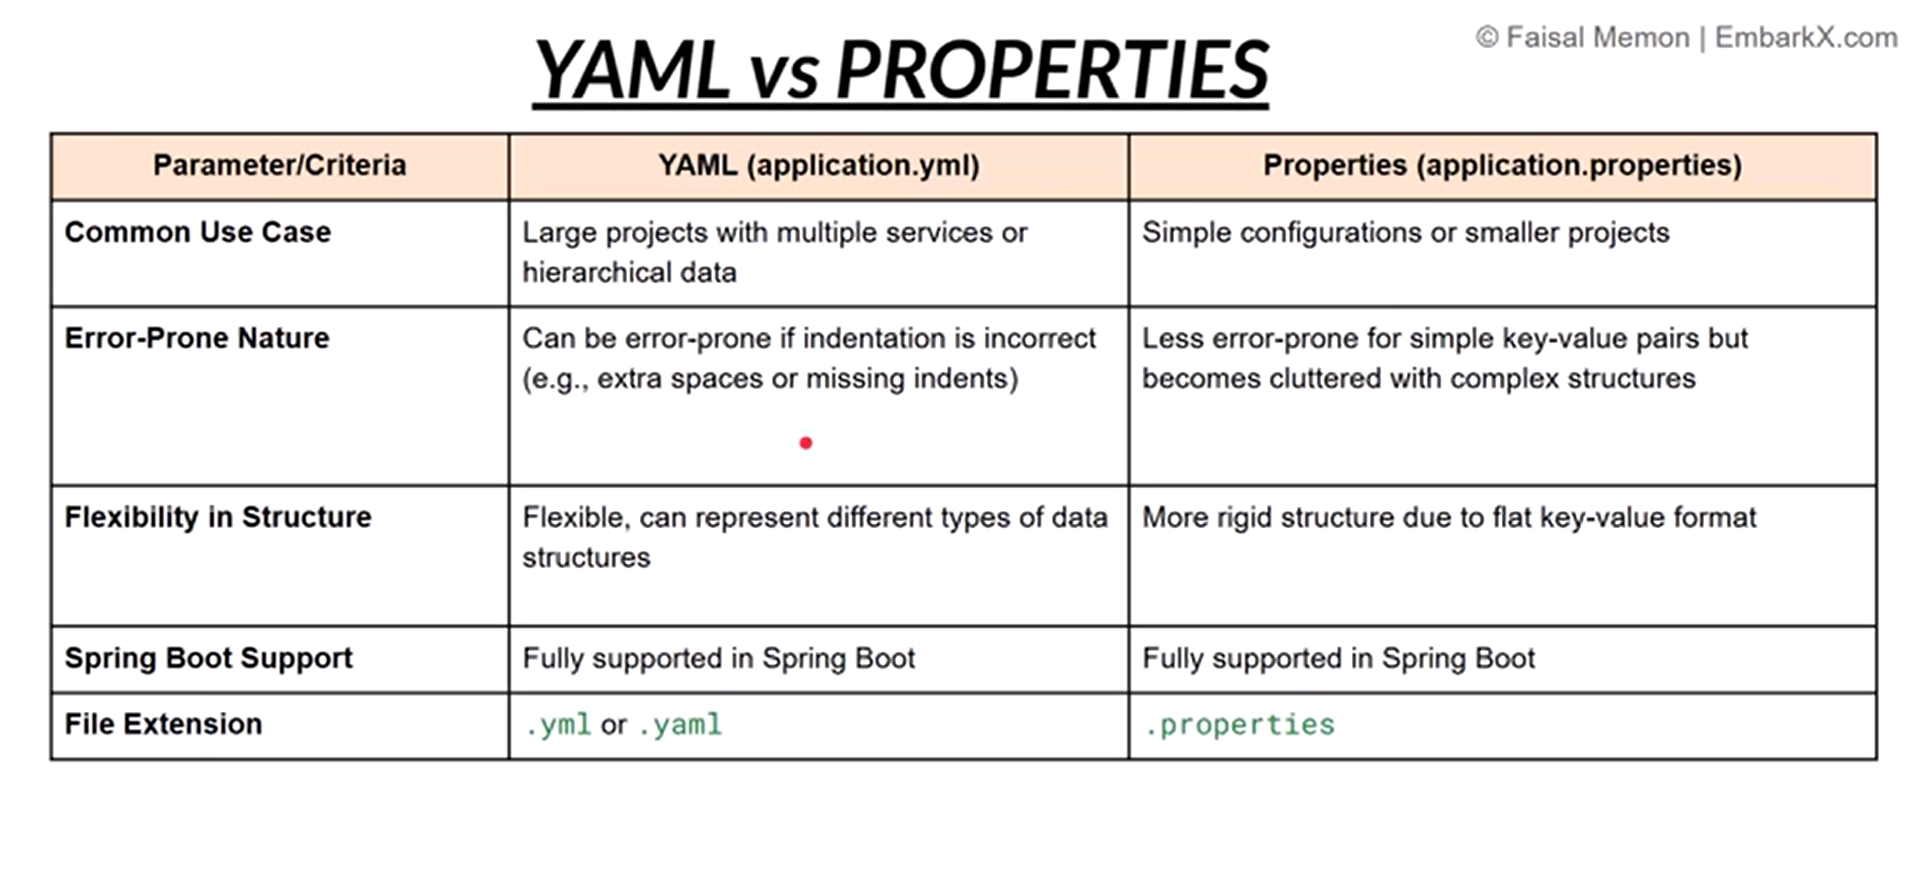 © Faisal Memon | EmbarkX.com
YAML vs PROPERTIES
Parameter/Criteria
YAML (application.yml)
Properties (application.properties)
Common Use Case
Large projects with multiple services or
hierarchical data
Simple configurations or smaller projects
Error-Prone Nature
Can be error-prone if indentation is incorrect
(e.g., extra spaces or missing indents)
Less error-prone for simple key-value pairs but
becomes cluttered with complex structures
Flexibility in Structure
Flexible, can represent different types of data
structures
More rigid structure due to flat key-value format
Spring Boot Support
Fully supported in Spring Boot
Fully supported in Spring Boot
File Extension
.yml or .yaml
.properties